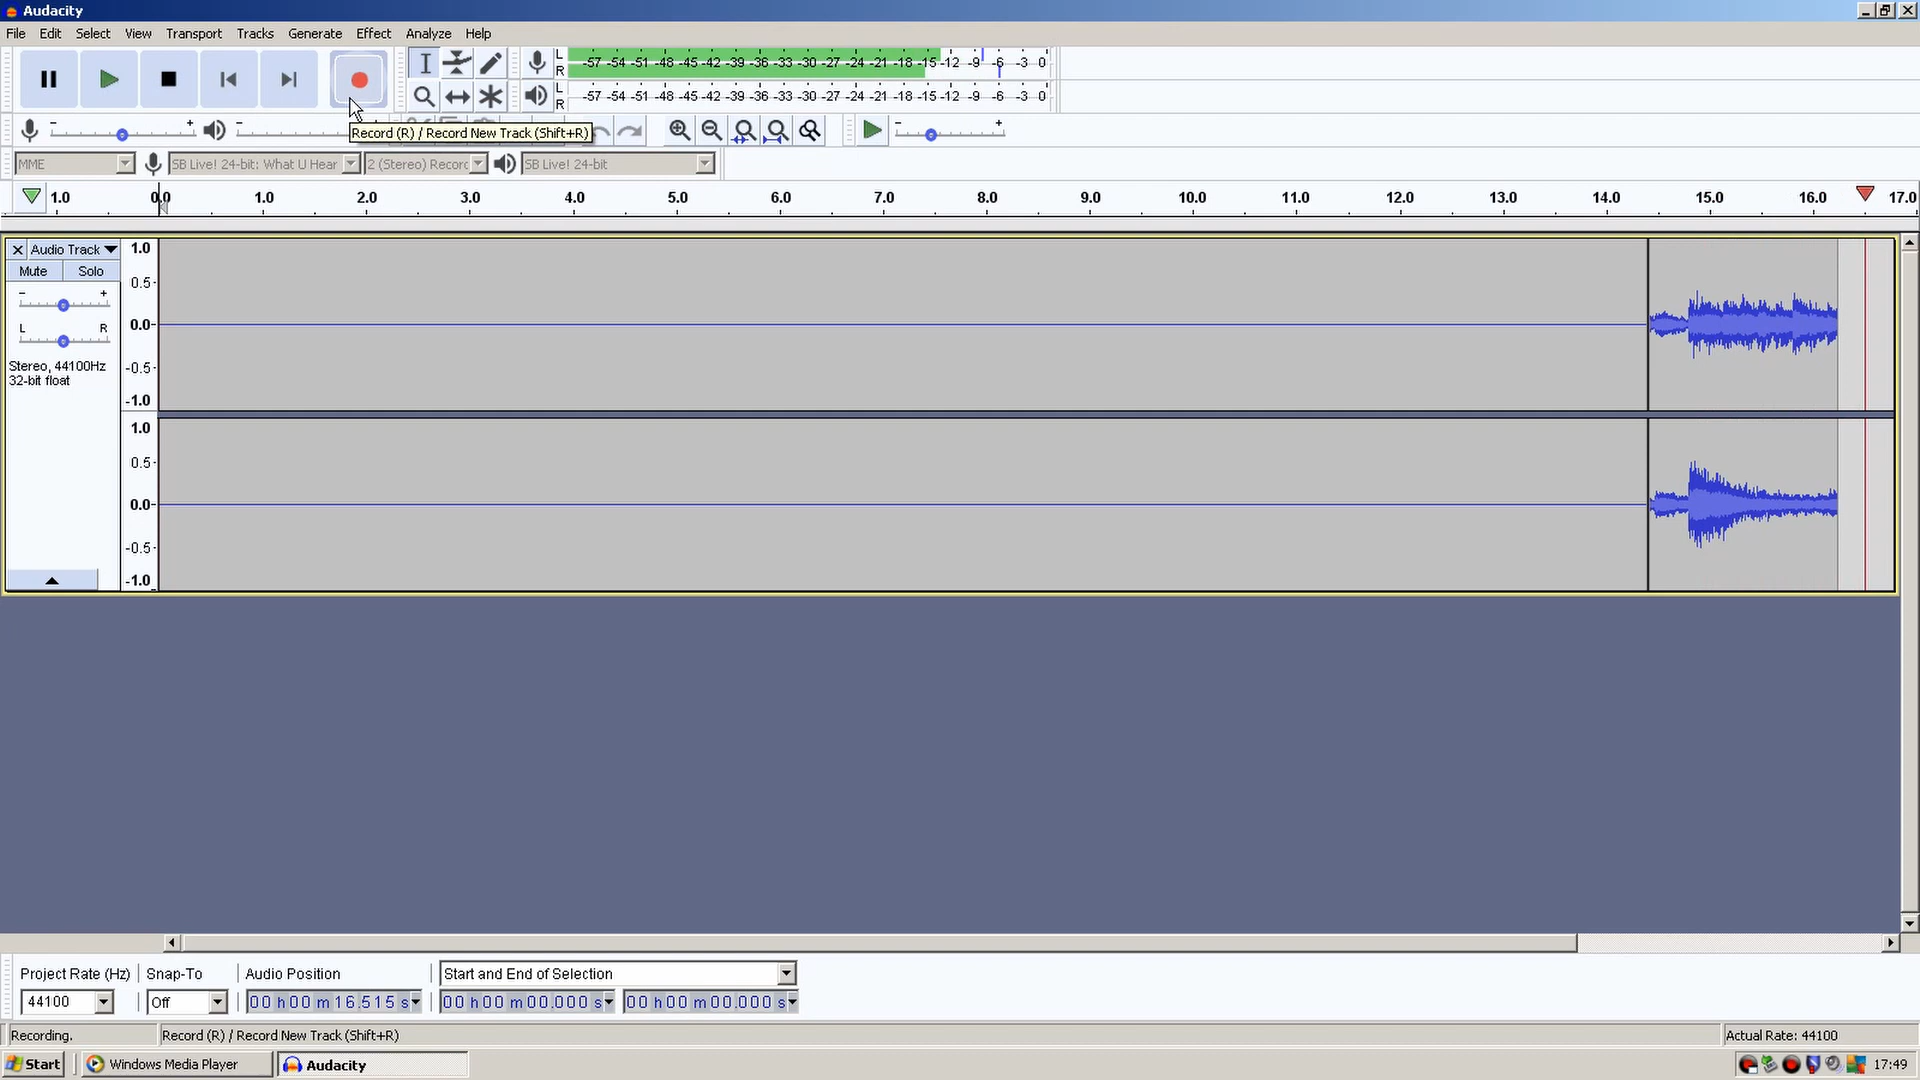 Audacity
File Edit Select View Transport Tracks Generate Effect Analyze Help
L
R
-57 -54 -51 -48 -45 -42 -39 -36 -33 -30 -27 -24 -21 -18 -15 -12 -9 -6 -3 0
L
R
-57 -54 -51 -48 -45 -42 -39 -36 -33 -30 -27 -24 -21 -18 -15 -12 -9 -6 -3 0
Record (R) / Record New Track (Shift+R)
MME SB Live! 24-bit: What U Hear 2 (Stereo) Recorc SB Live! 24-bit
1.0 0.0 1.0 2.0 3.0 4.0 5.0 6.0 7.0 8.0 9.0 10.0 11.0 12.0 13.0 14.0 15.0 16.0 17.0
Audio Track
Mute Solo
- +
L R
Stereo, 44100Hz
32-bit float
1.0
0.5
0.0
-0.5
-1.0
1.0
0.5
0.0
-0.5
-1.0
Project Rate (Hz) Snap-To Audio Position Start and End of Selection
44100 Off 00 h 00 m 16.515 s 00 h 00 m 00.000 s 00 h 00 m 00.000 s
Recording. Record (R) / Record New Track (Shift+R) Actual Rate: 44100
Start Windows Media Player Audacity 17:49